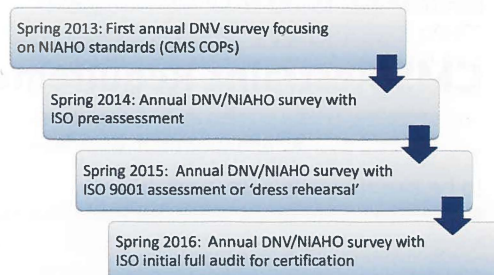 Spring 2013: First annual DNV survey focusing
on NIAHO standards (CMS COPs)
Spring 2014: Annual DNV/NIAHO survey with
ISO pre-assessment
Spring 2015: Annual DNV/NIAHO survey with
ISO 9001 assessment or ‘dress rehearsal’
Spring 2016: Annual DNV/NIAHO survey with
ISO initial full audit for certification